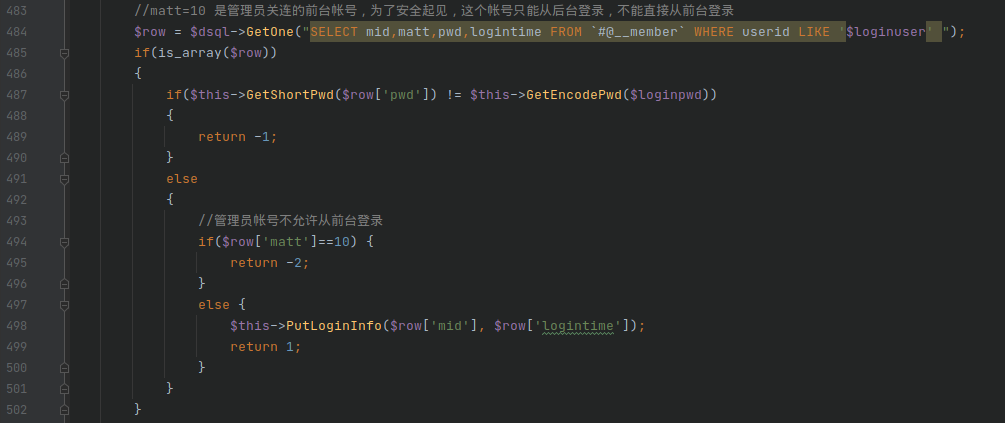 483 //matt=10 是管理员关连的前台帐号，为了安全起见，这个帐号只能从后台登录，不能直接从前台登录
484 $row = $dsql->GetOne("SELECT mid,matt,pwd,logintime FROM `#@__member` WHERE userid LIKE '$loginuser' ");
485 if(is_array($row))
486 {
487 if($this->GetShortPwd($row['pwd']) != $this->GetEncodePwd($loginpwd))
488 {
489 return -1;
490 }
491 else
492 {
493 //管理员帐号不允许从前台登录
494 if($row['matt']==10) {
495 return -2;
496 }
497 else {
498 $this->PutLoginInfo($row['mid'], $row['logintime']);
499 return 1;
500 }
501 }
502 }